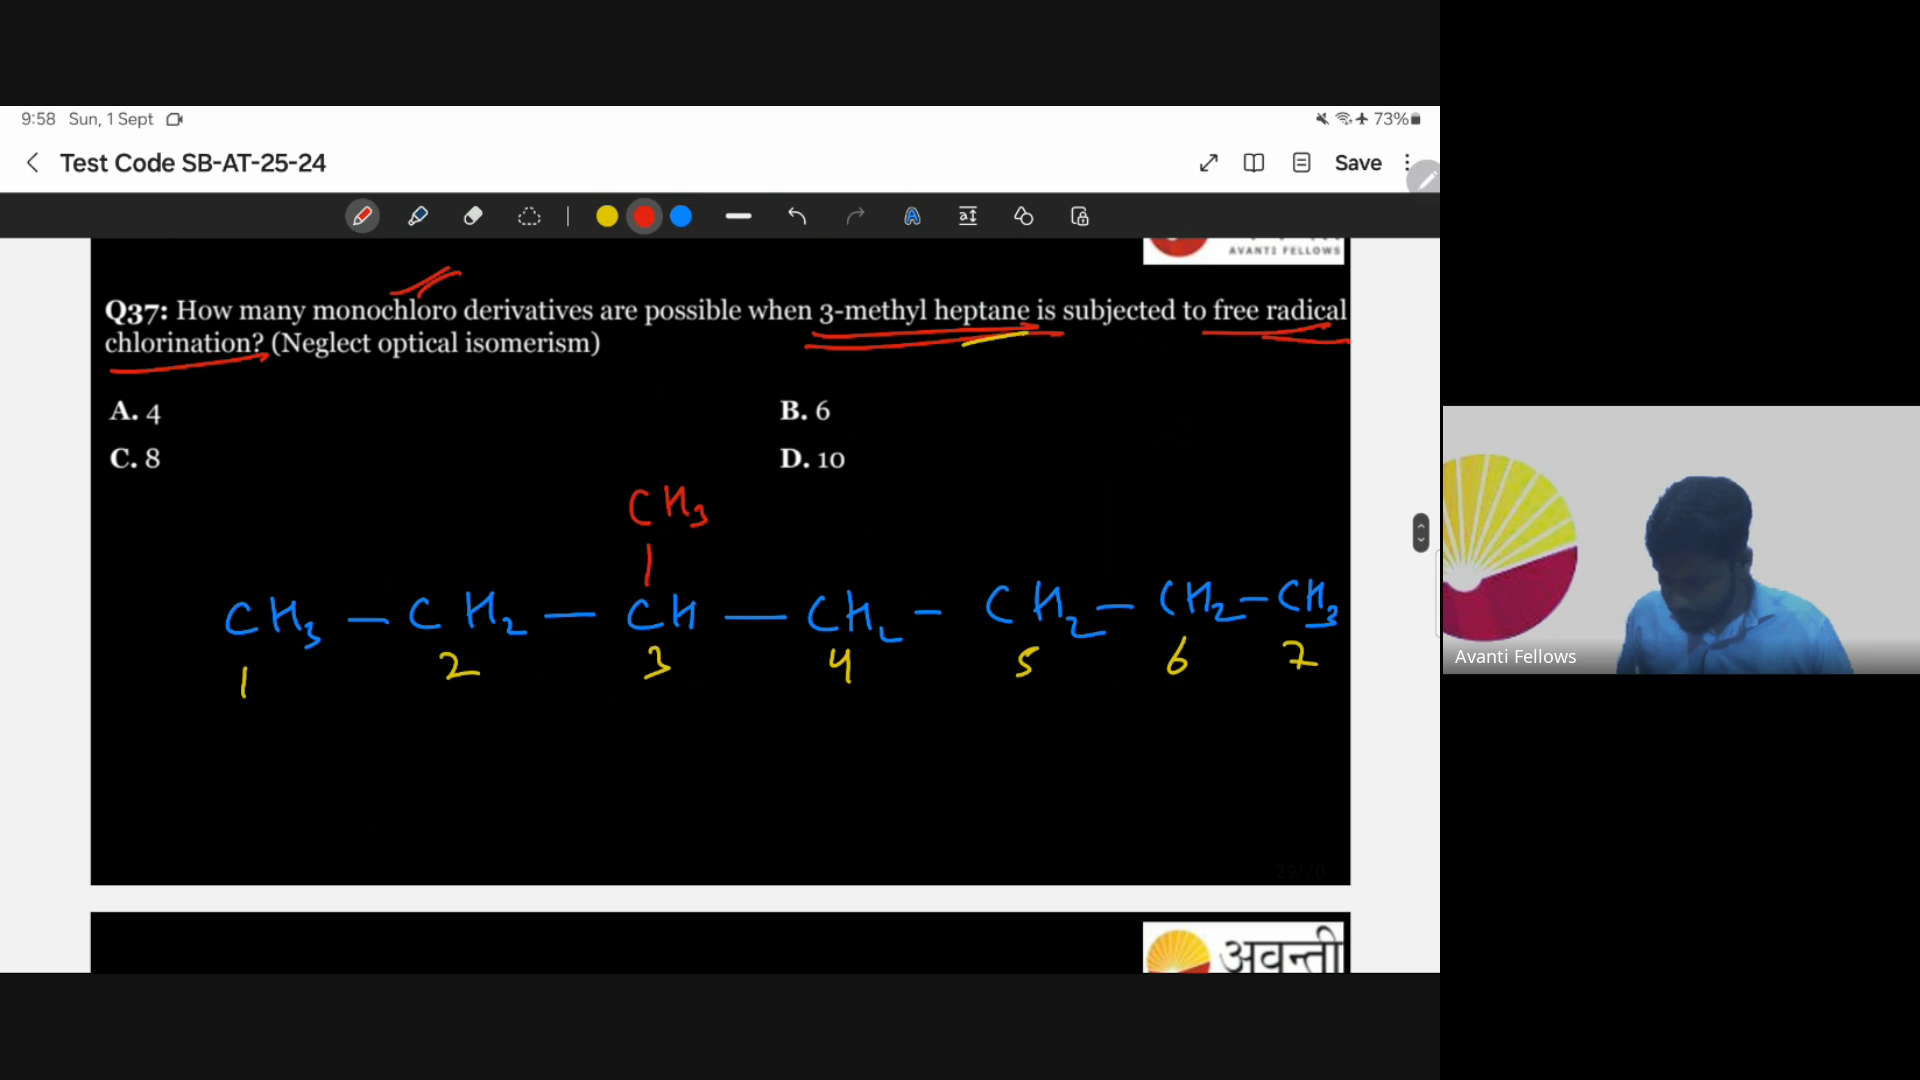 9:58 Sun, 1 Sept 73%
Test Code SB-AT-25-24 Save
AVANTI FELLOWS
Q37: How many monochloro derivatives are possible when 3-methyl heptane is subjected to free radical
chlorination? (Neglect optical isomerism)
A. 4 B. 6
C. 8 D. 10
CH3
|
CH3 — CH2 — CH — CH2 — CH2 — CH2 — CH3
1 2 3 4 5 6 7
Avanti Fellows
29/70
अवन्ती